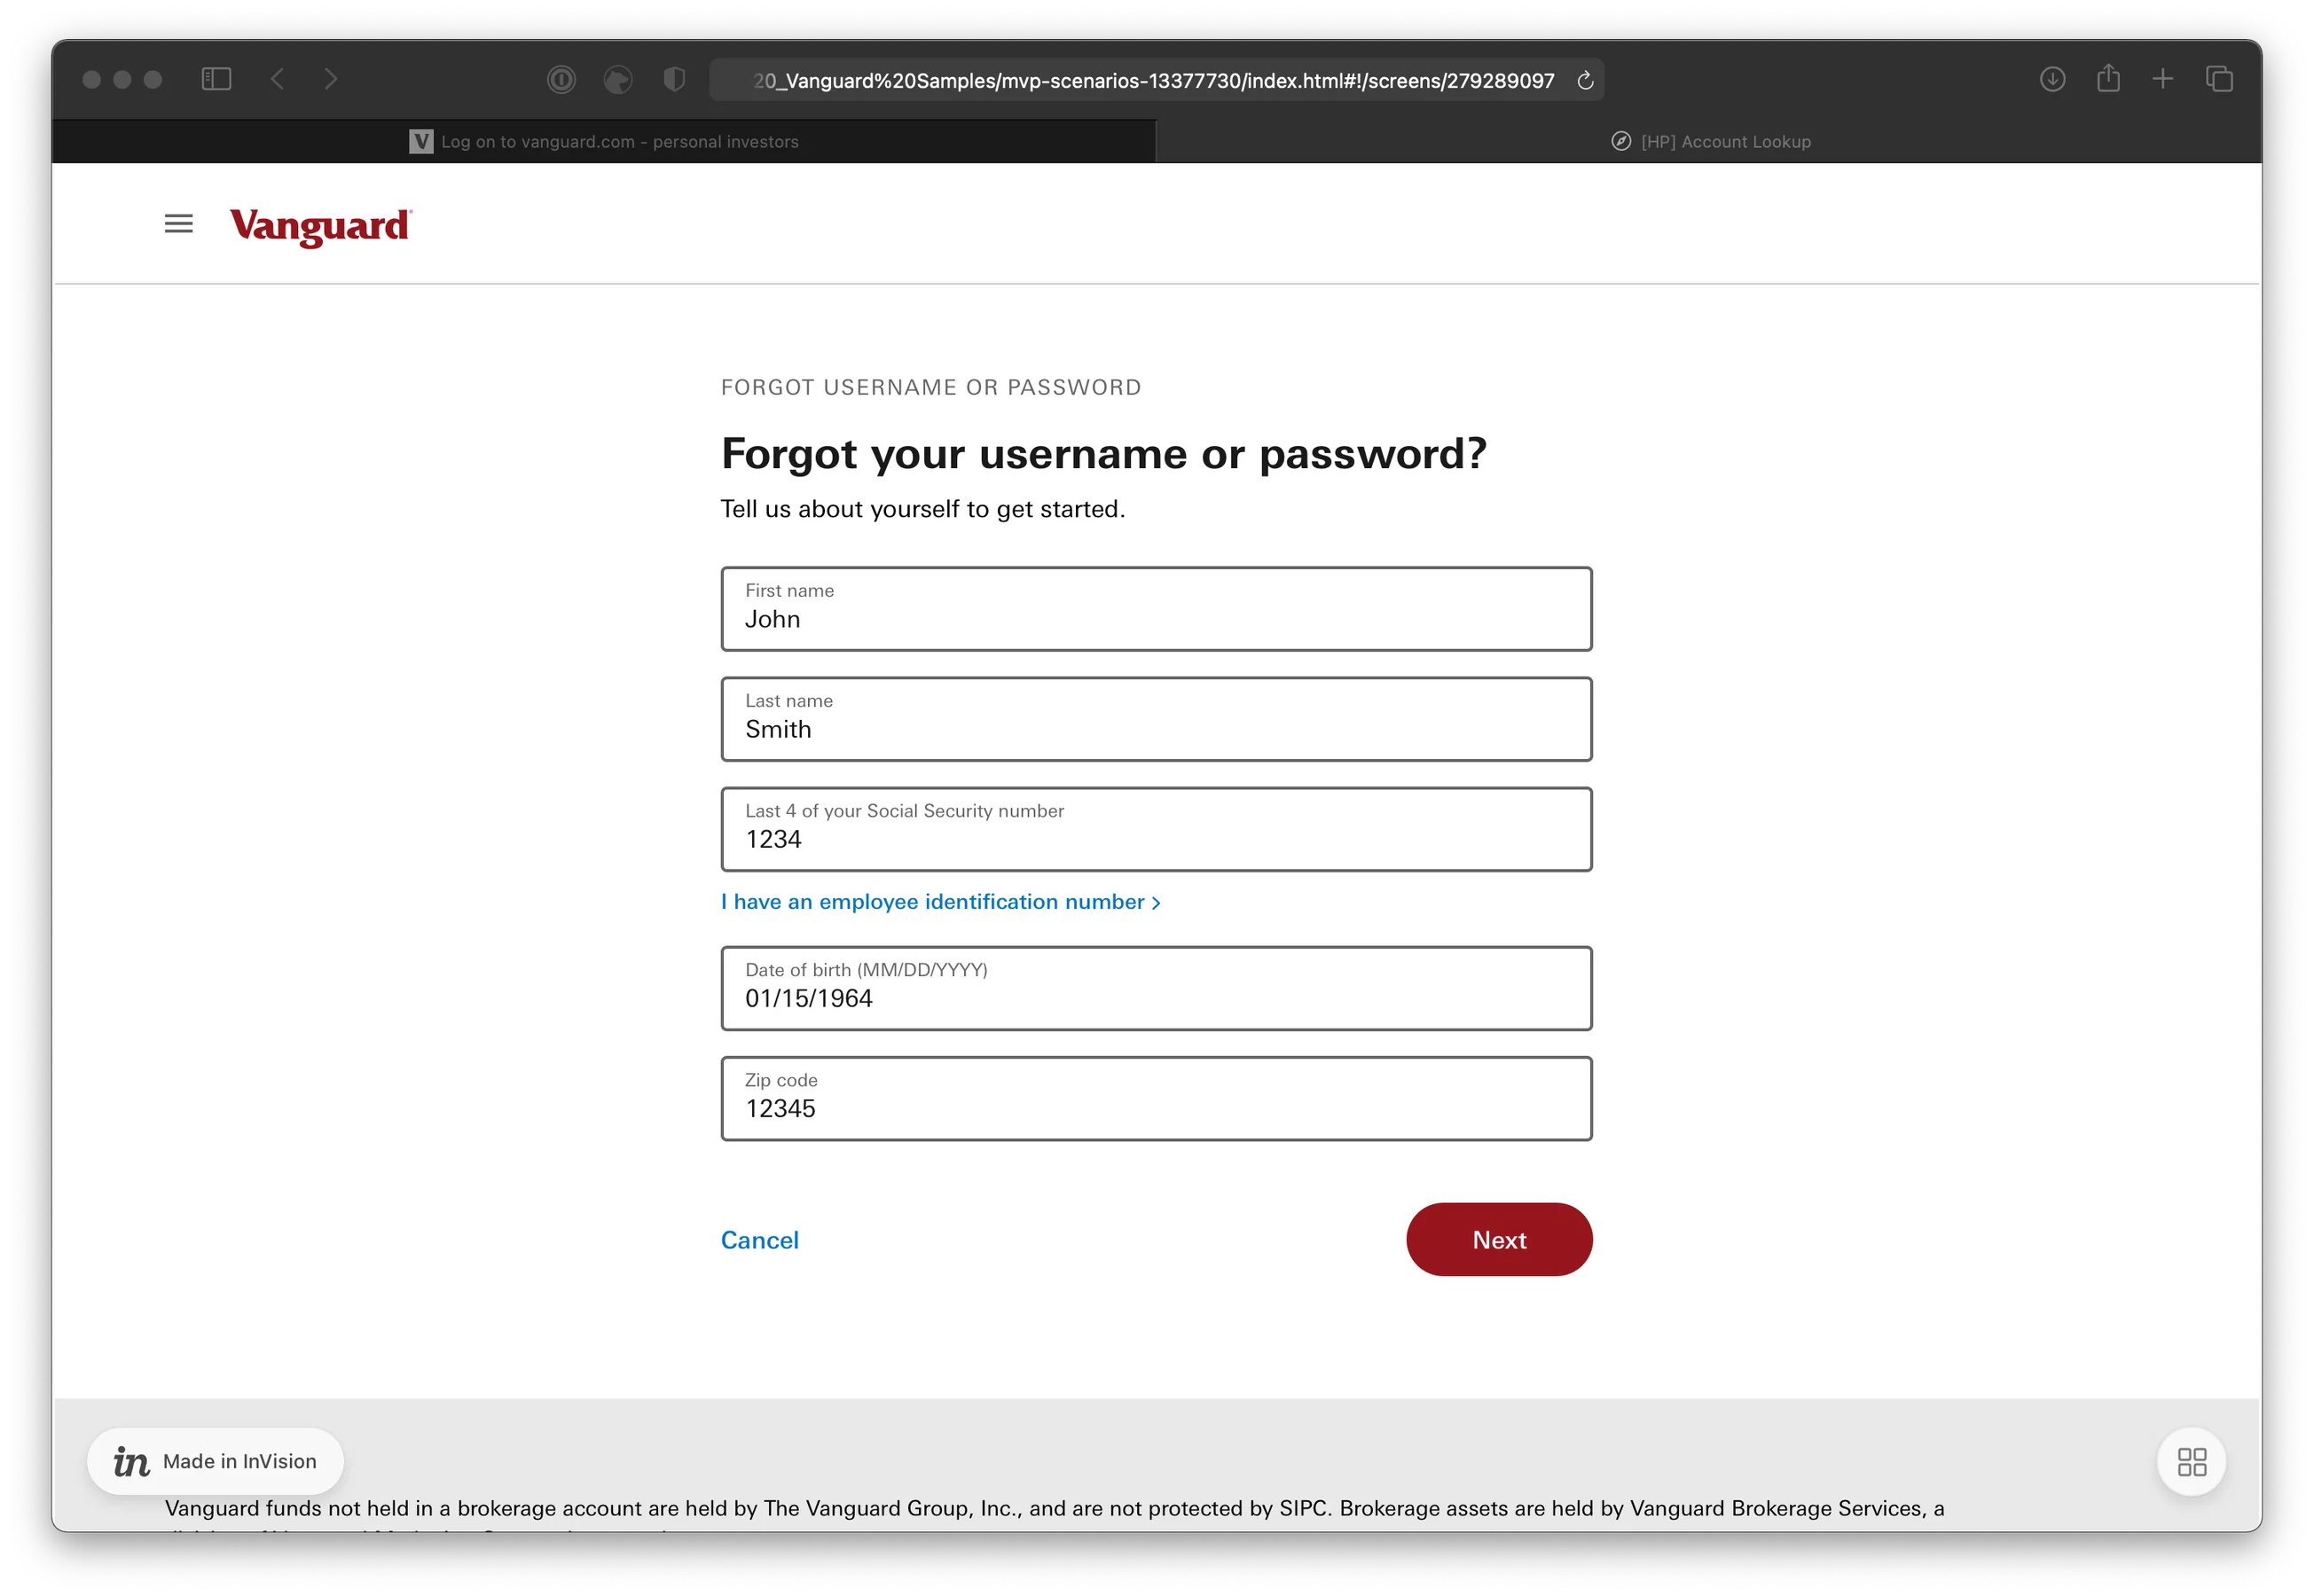 20_Vanguard%20Samples/mvp-scenarios-13377730/index.html#!/screens/279289097
V Log on to vanguard.com - personal investors
[HP] Account Lookup
Vanguard
FORGOT USERNAME OR PASSWORD
Forgot your username or password?
Tell us about yourself to get started.
First name
John
Last name
Smith
Last 4 of your Social Security number
1234
I have an employee identification number >
Date of birth (MM/DD/YYYY)
01/15/1964
Zip code
12345
Cancel
Next
in Made in InVision
Vanguard funds not held in a brokerage account are held by The Vanguard Group, Inc., and are not protected by SIPC. Brokerage assets are held by Vanguard Brokerage Services, a